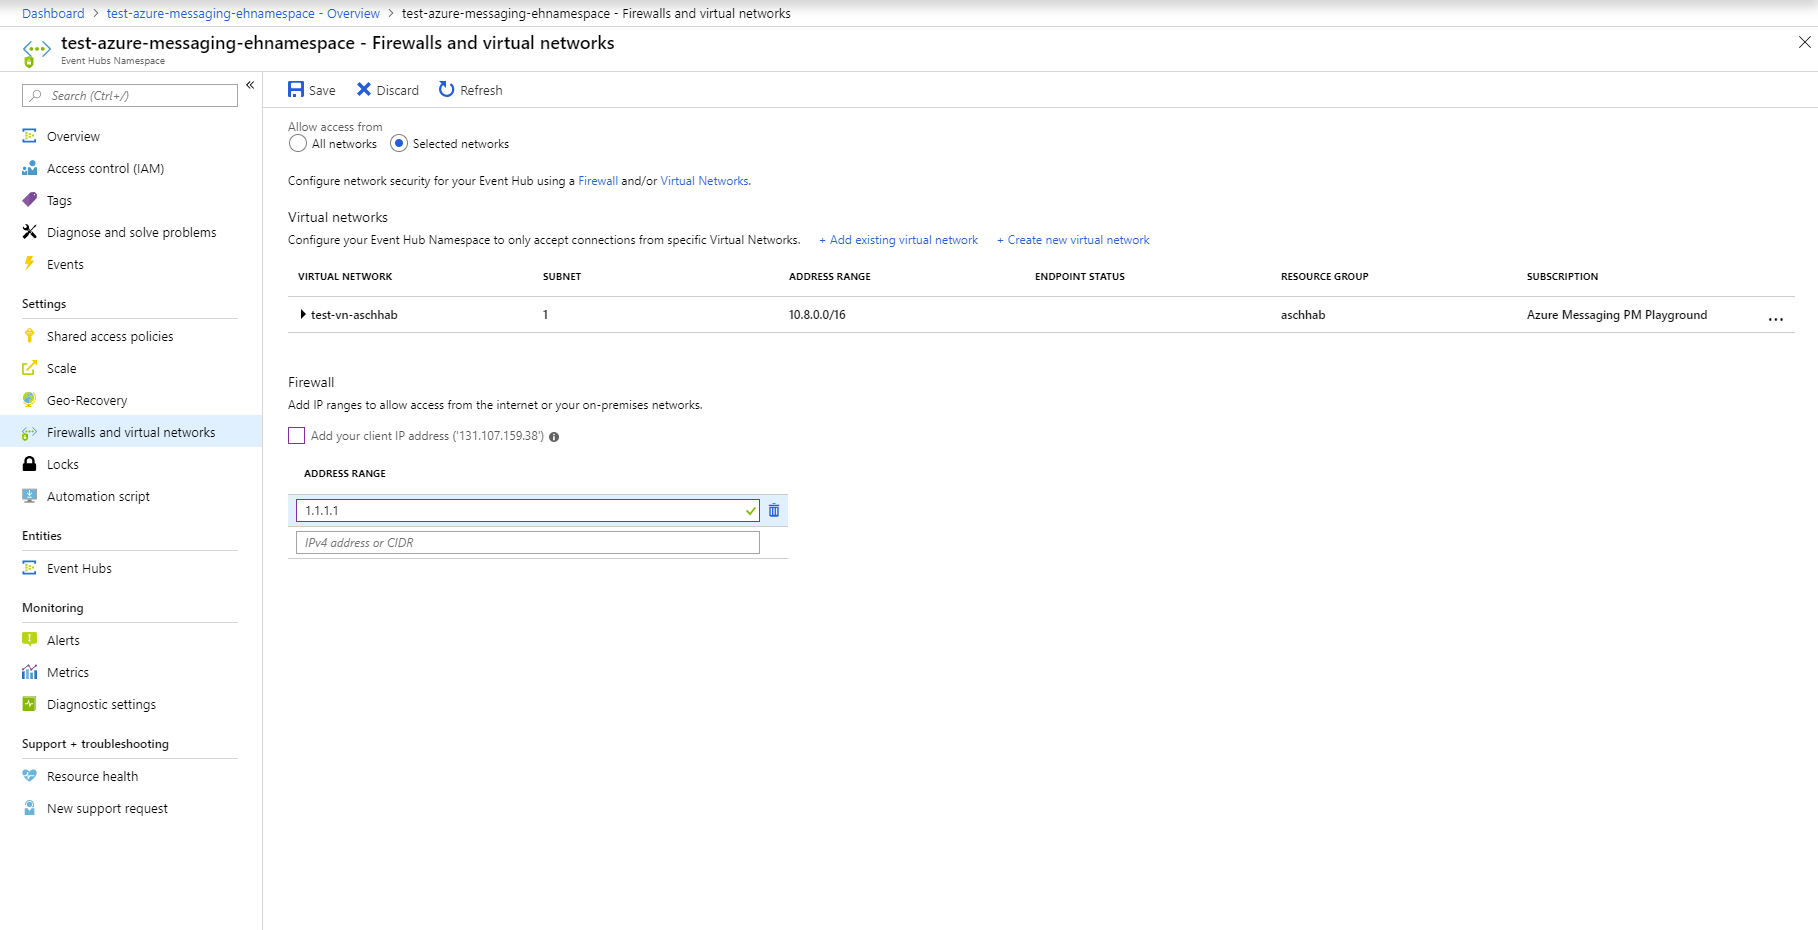 Dashboard > test-azure-messaging-ehnamespace - Overview > test-azure-messaging-ehnamespace - Firewalls and virtual networks
test-azure-messaging-ehnamespace - Firewalls and virtual networks
Event Hubs Namespace
Search (Ctrl+/)
Overview
Access control (IAM)
Tags
Diagnose and solve problems
Events
Settings
Shared access policies
Scale
Geo-Recovery
Firewalls and virtual networks
Locks
Automation script
Entities
Event Hubs
Monitoring
Alerts
Metrics
Diagnostic settings
Support + troubleshooting
Resource health
New support request
Save Discard Refresh
Allow access from
All networks Selected networks
Configure network security for your Event Hub using a Firewall and/or Virtual Networks.
Virtual networks
Configure your Event Hub Namespace to only accept connections from specific Virtual Networks. + Add existing virtual network + Create new virtual network
VIRTUAL NETWORK SUBNET ADDRESS RANGE ENDPOINT STATUS RESOURCE GROUP SUBSCRIPTION
test-vn-aschhab 1 10.8.0.0/16 aschhab Azure Messaging PM Playground ...
Firewall
Add IP ranges to allow access from the internet or your on-premises networks.
Add your client IP address ('131.107.159.38')
ADDRESS RANGE
1.1.1.1
IPv4 address or CIDR